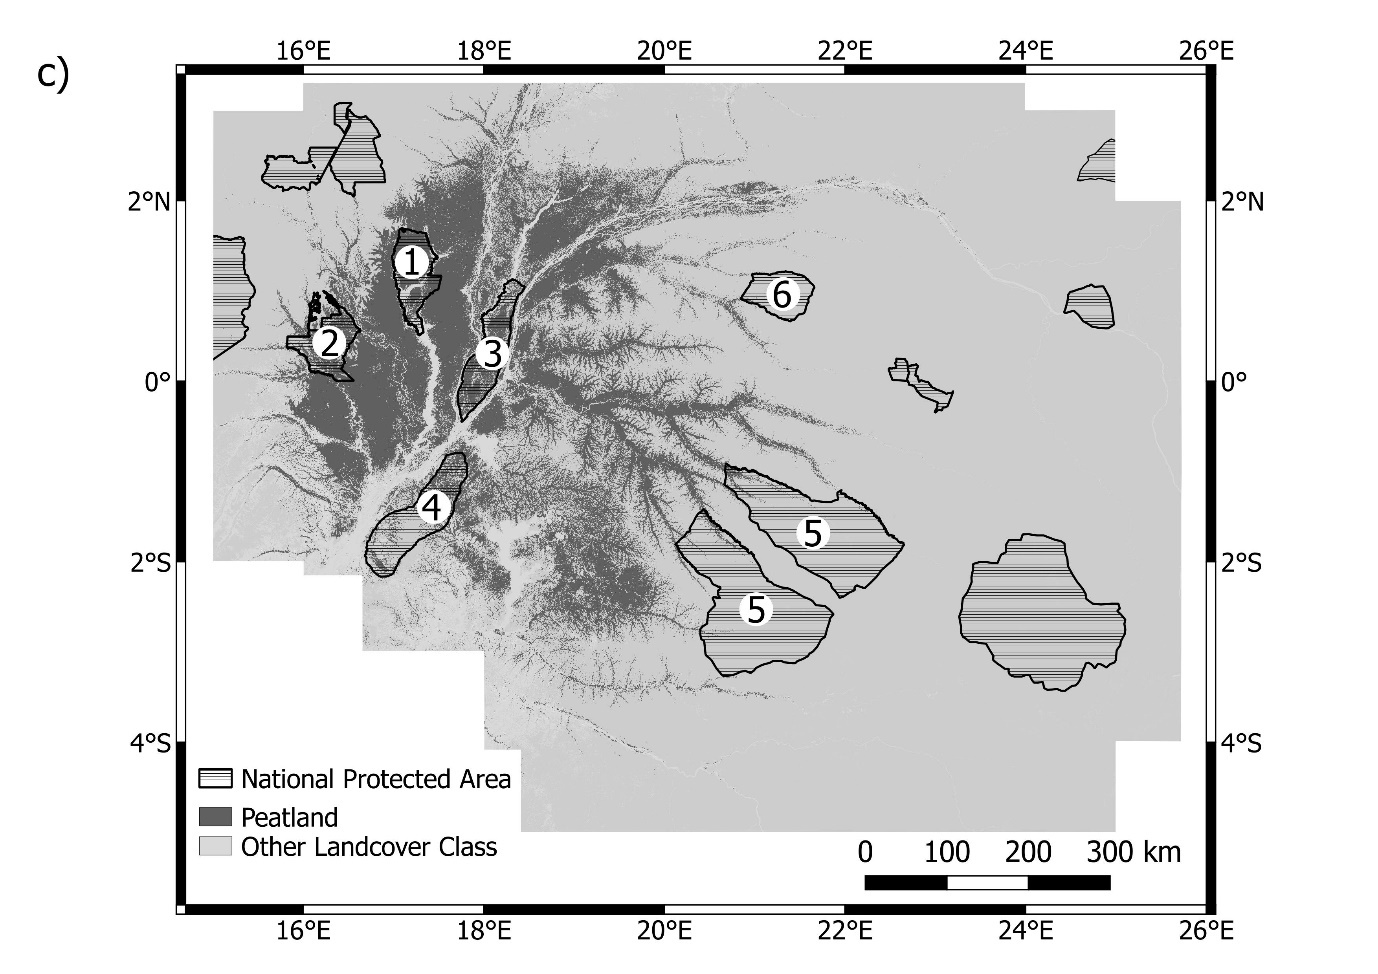 c)
16°E 18°E 20°E 22°E 24°E 26°E
2°N 2°N
1
6
2
3
0° 0°
4
5
2°S 2°S
5
4°S 4°S
National Protected Area
Peatland
Other Landcover Class
0 100 200 300 km
16°E 18°E 20°E 22°E 24°E 26°E